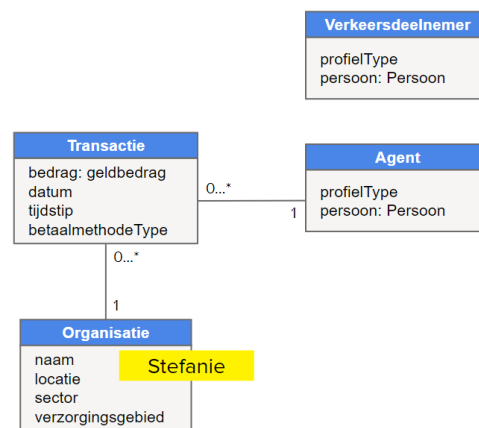 Verkeersdeelnemer
profielType
persoon: Persoon
Transactie
bedrag: geldbedrag
datum
tijdstip
betaalmethodeType
0...*
1
Agent
profielType
persoon: Persoon
0...*
1
Organisatie
naam
locatie
sector
verzorgingsgebied
Stefanie